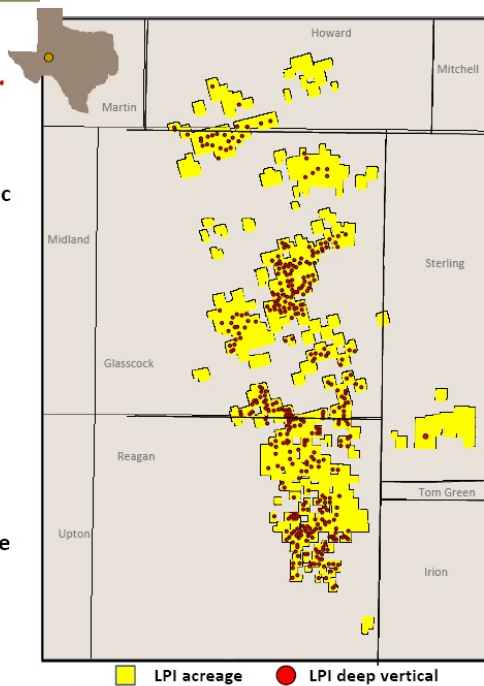 Howard
Mitchell
Martin
c
Midland
Sterling
Glasscock
Reagan
Tom Green
Upton
e
Irion
LPI acreage
LPI deep vertical